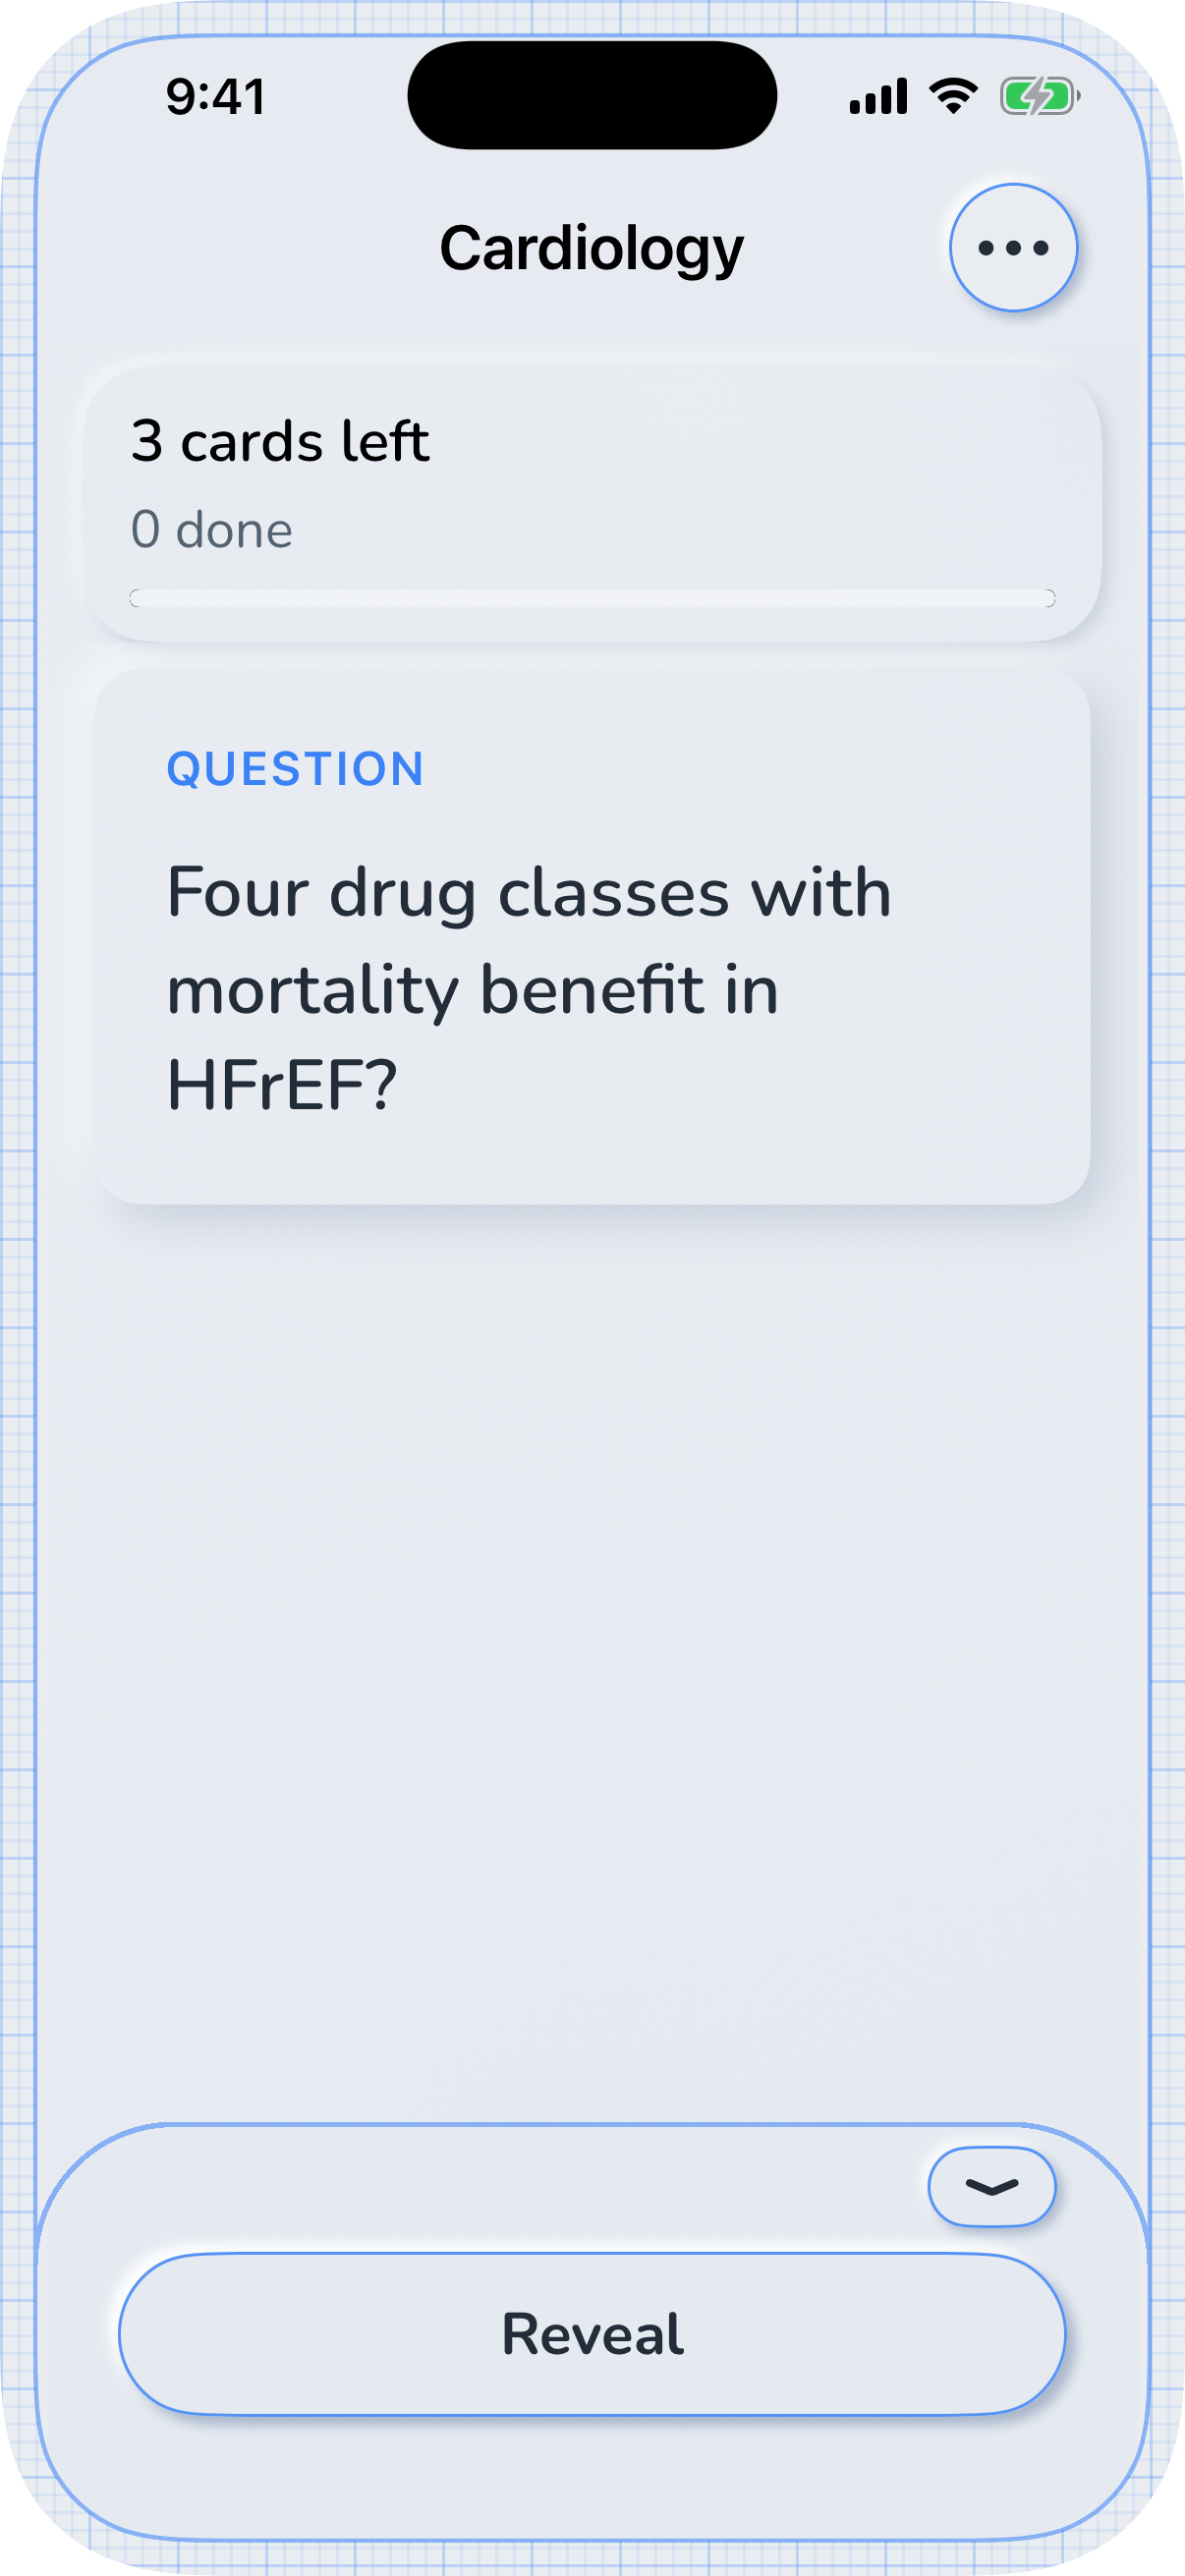 9:41
Cardiology
3 cards left
0 done
QUESTION
Four drug classes with
mortality benefit in
HFrEF?
Reveal